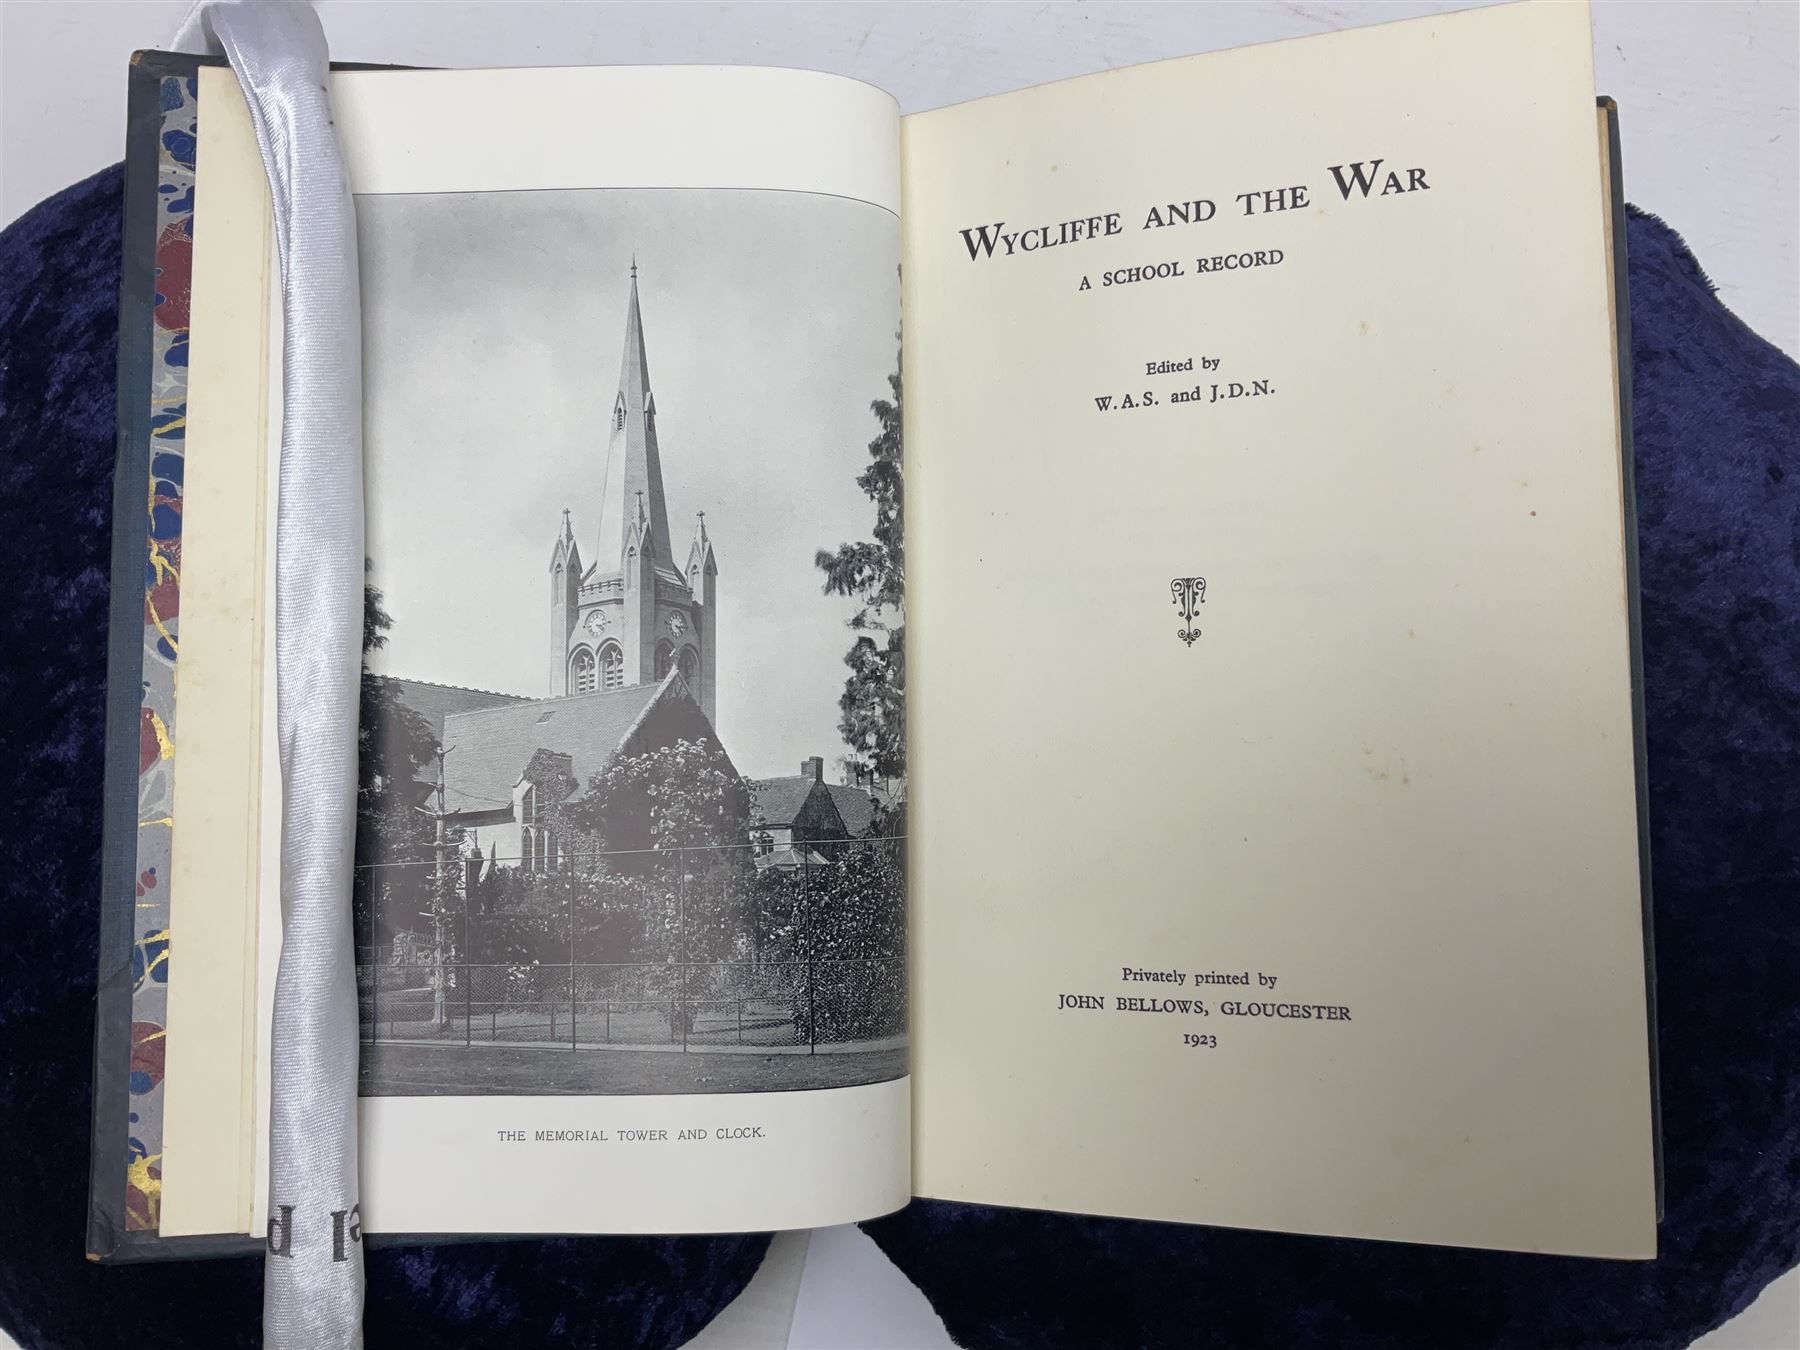 THE MEMORIAL TOWER AND CLOCK.
WYCLIFFE AND THE WAR
A SCHOOL RECORD
Edited by
W.A.S. and J.D.N.
Privately printed by
JOHN BELLOWS, GLOUCESTER
1923